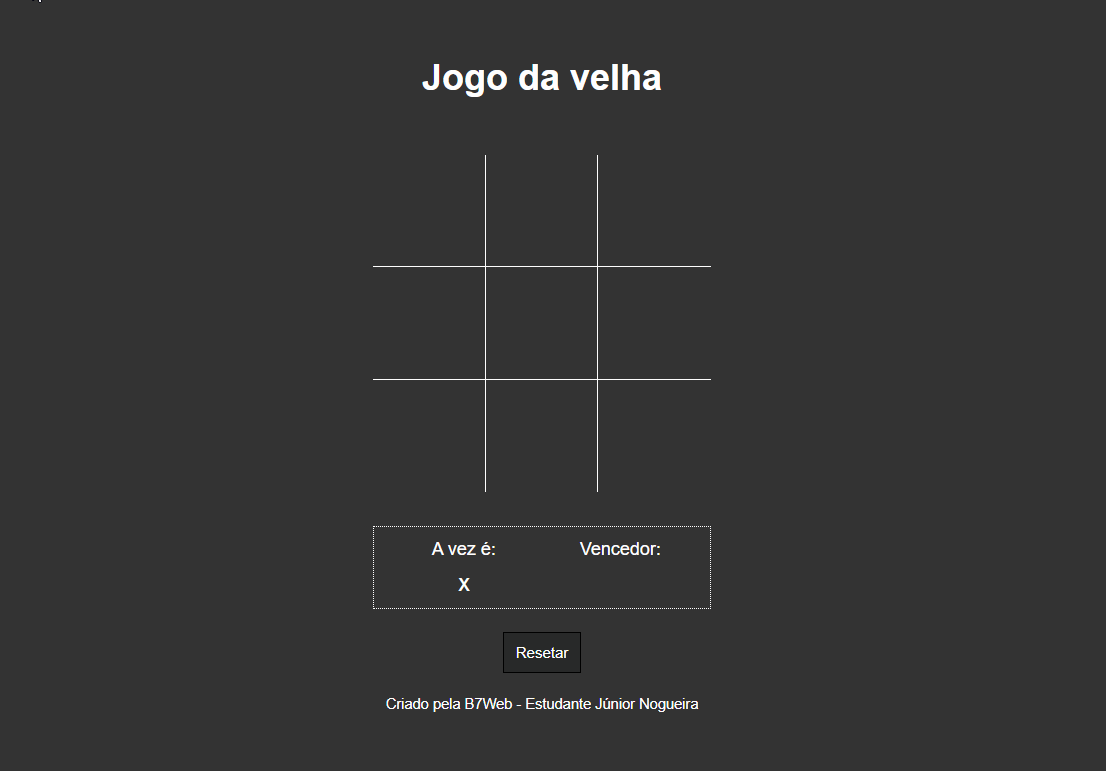 Jogo da velha
A vez é: Vencedor:
X
Resetar
Criado pela B7Web - Estudante Júnior Nogueira